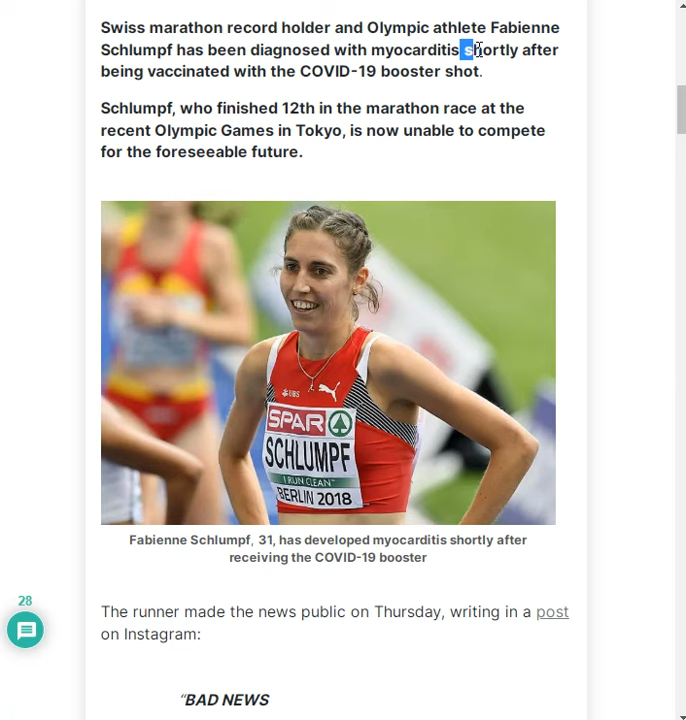 Swiss marathon record holder and Olympic athlete Fabienne
Schlumpf has been diagnosed with myocarditis shortly after
being vaccinated with the COVID-19 booster shot.
Schlumpf, who finished 12th in the marathon race at the
recent Olympic Games in Tokyo, is now unable to compete
for the foreseeable future.
UBS
SPAR
SCHLUMPF
I RUN CLEAN
BERLIN 2018
Fabienne Schlumpf, 31, has developed myocarditis shortly after
receiving the COVID-19 booster
28
The runner made the news public on Thursday, writing in a post
on Instagram:
“BAD NEWS